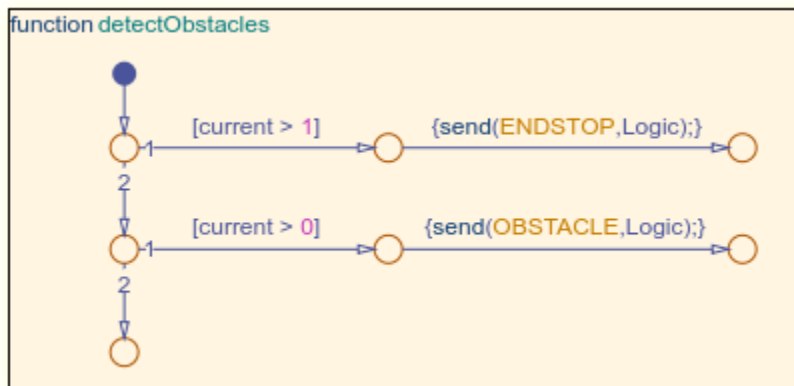 function detectObstacles
1 [current > 1] {send(ENDSTOP,Logic);}
2
1 [current > 0] {send(OBSTACLE,Logic);}
2